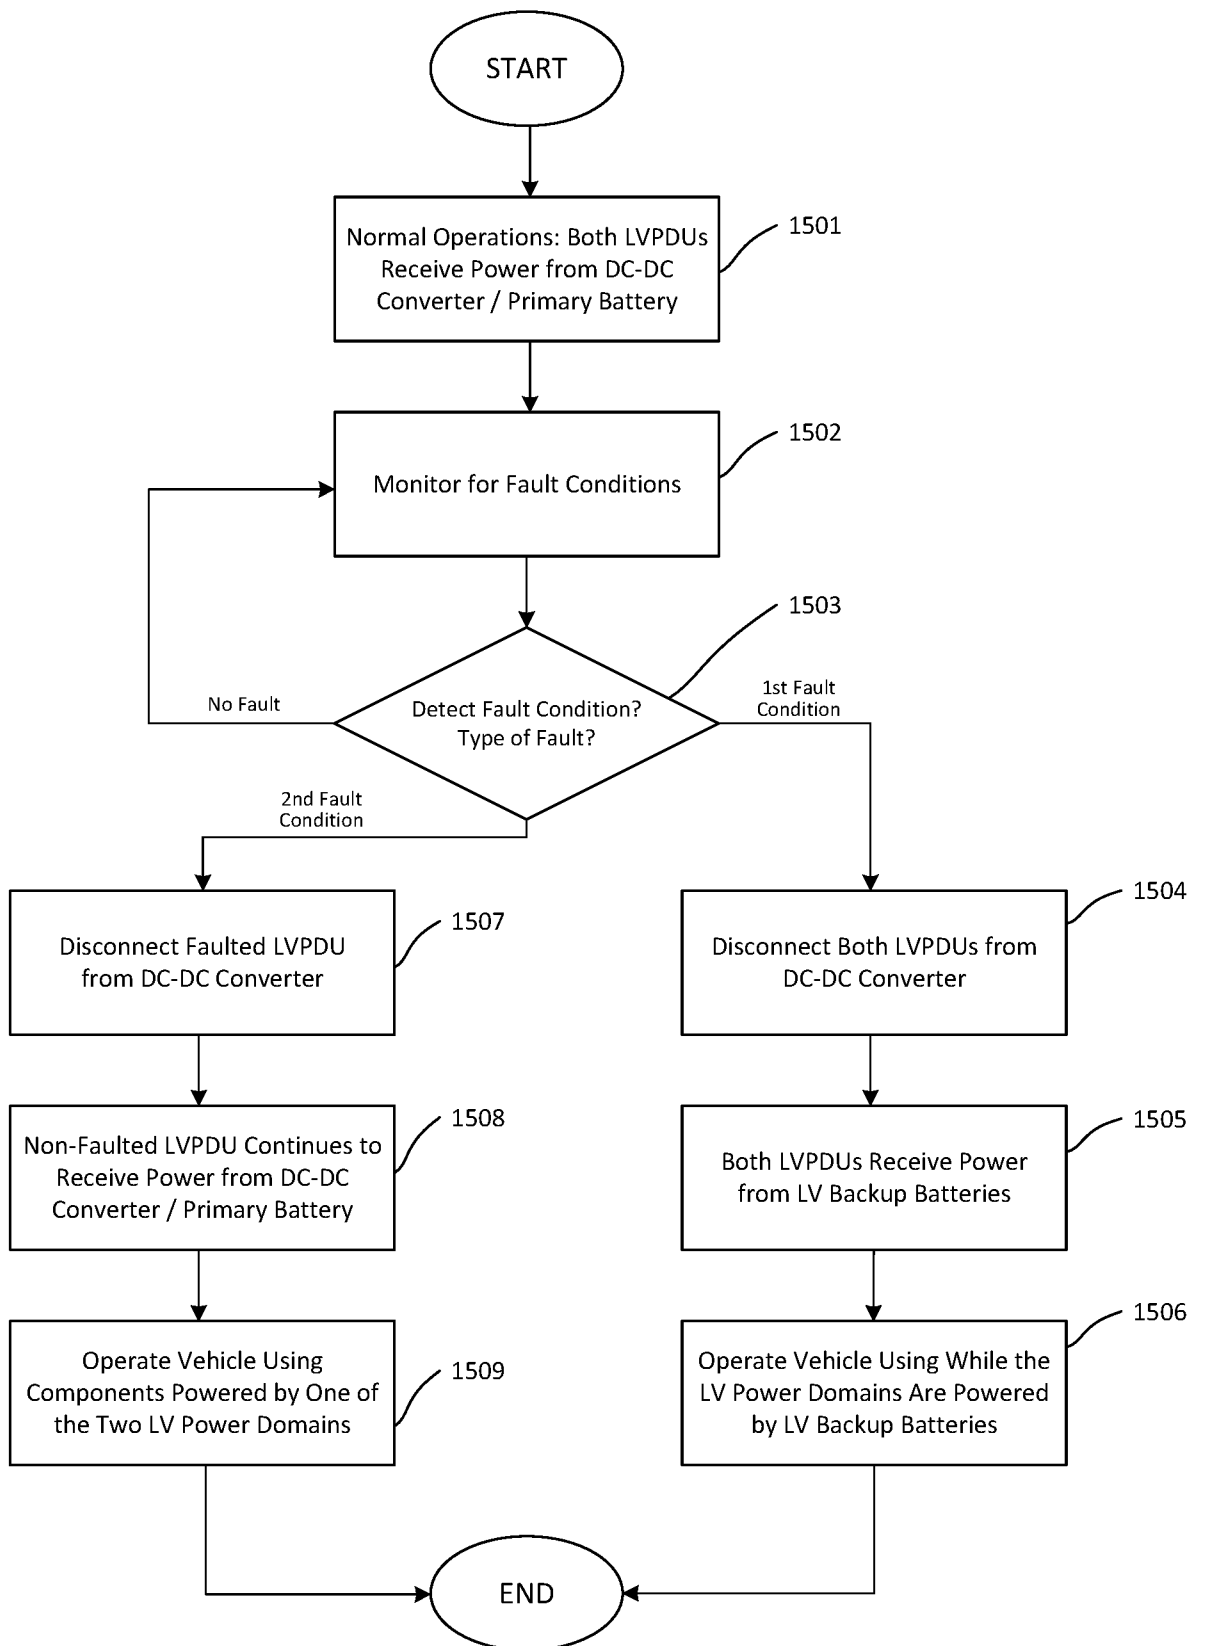 START
Normal Operations: Both LVPDUs
Receive Power from DC-DC
Converter / Primary Battery
1501
Monitor for Fault Conditions
1502
Detect Fault Condition?
Type of Fault?
1503
No Fault
1st Fault
Condition
2nd Fault
Condition
Disconnect Faulted LVPDU
from DC-DC Converter
1507
Disconnect Both LVPDUs from
DC-DC Converter
1504
Non-Faulted LVPDU Continues to
Receive Power from DC-DC
Converter / Primary Battery
1508
Both LVPDUs Receive Power
from LV Backup Batteries
1505
Operate Vehicle Using
Components Powered by One of
the Two LV Power Domains
1509
Operate Vehicle Using While the
LV Power Domains Are Powered
by LV Backup Batteries
1506
END